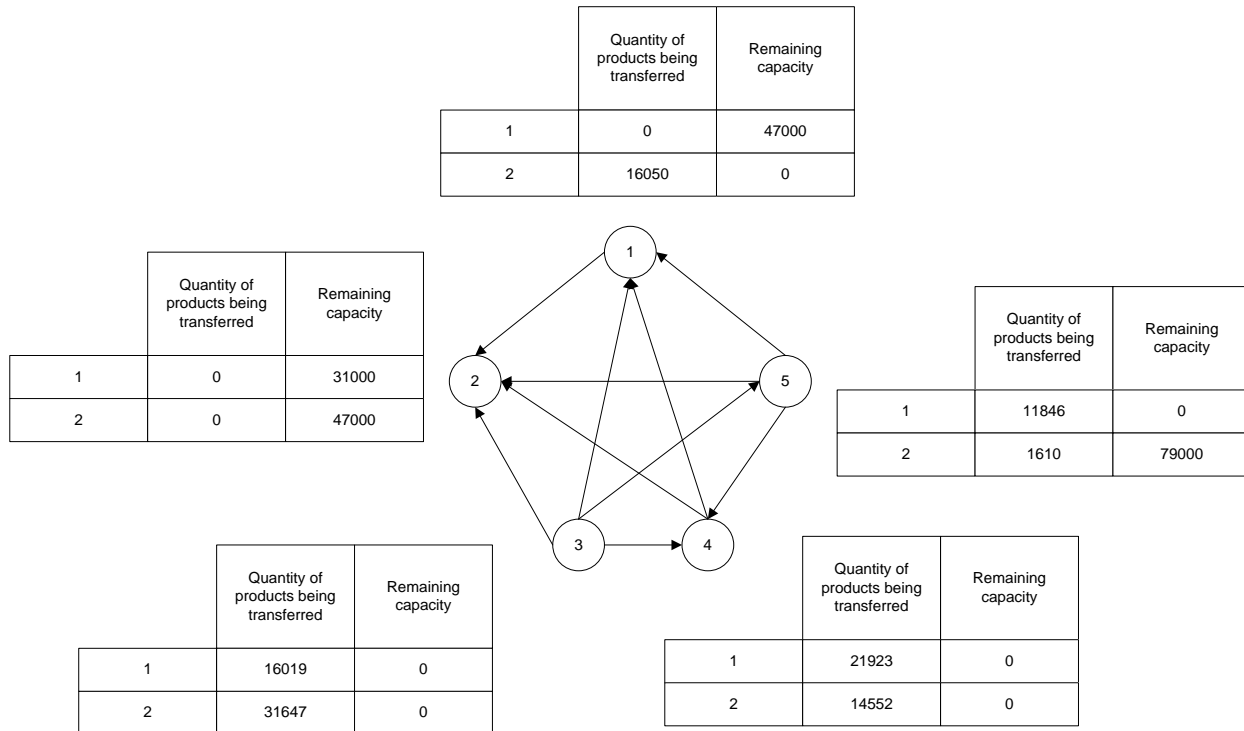 Quantity of
products being
transferred
Remaining
capacity
1 0 47000
2 16050 0
Quantity of
products being
transferred
Remaining
capacity
1 0 31000
2 0 47000
1
2
5
3
4
Quantity of
products being
transferred
Remaining
capacity
1 11846 0
2 1610 79000
Quantity of
products being
transferred
Remaining
capacity
1 16019 0
2 31647 0
Quantity of
products being
transferred
Remaining
capacity
1 21923 0
2 14552 0